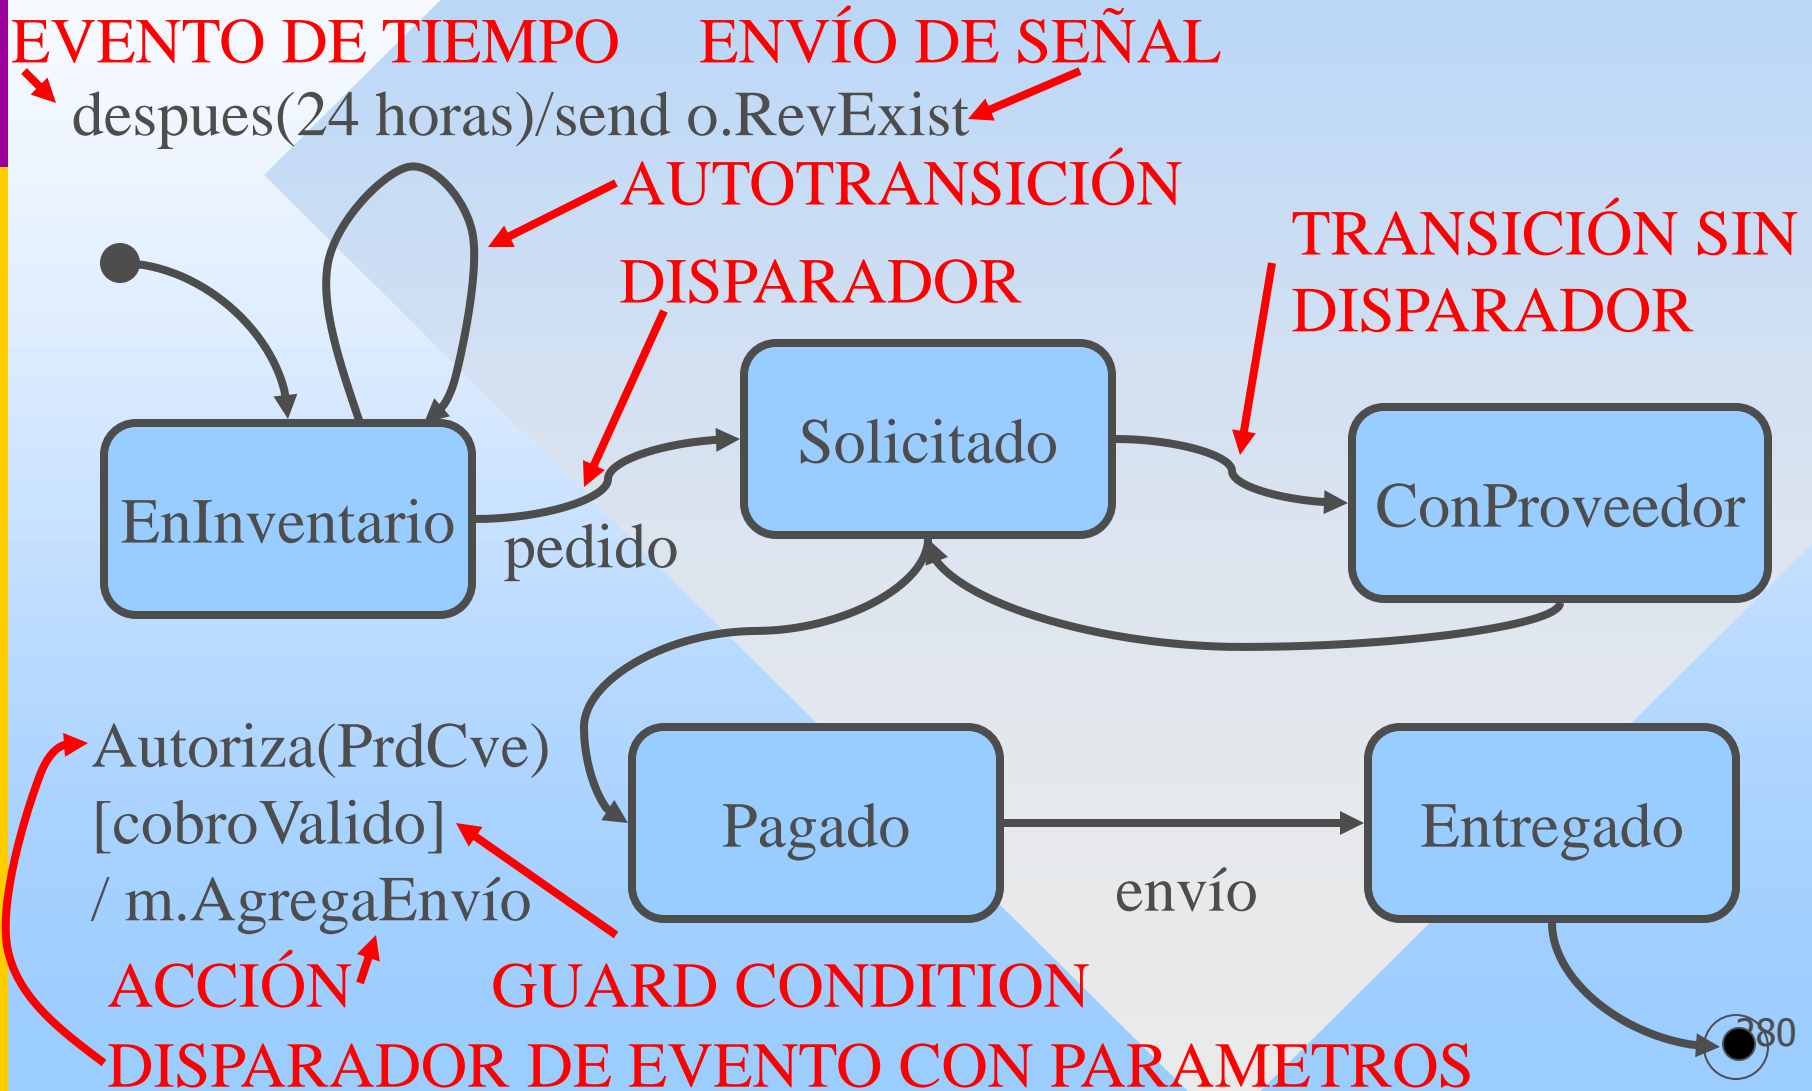 EVENTO DE TIEMPO
ENVÍO DE SEÑAL
despues(24 horas)/send o.RevExist
AUTOTRANSICIÓN
TRANSICIÓN SIN
DISPARADOR
DISPARADOR
Solicitado
ConProveedor
EnInventario
pedido
Autoriza(PrdCve)
[cobroValido]
/ m.AgregaEnvío
Pagado
Entregado
envío
ACCIÓN
GUARD CONDITION
DISPARADOR DE EVENTO CON PARAMETROS
380